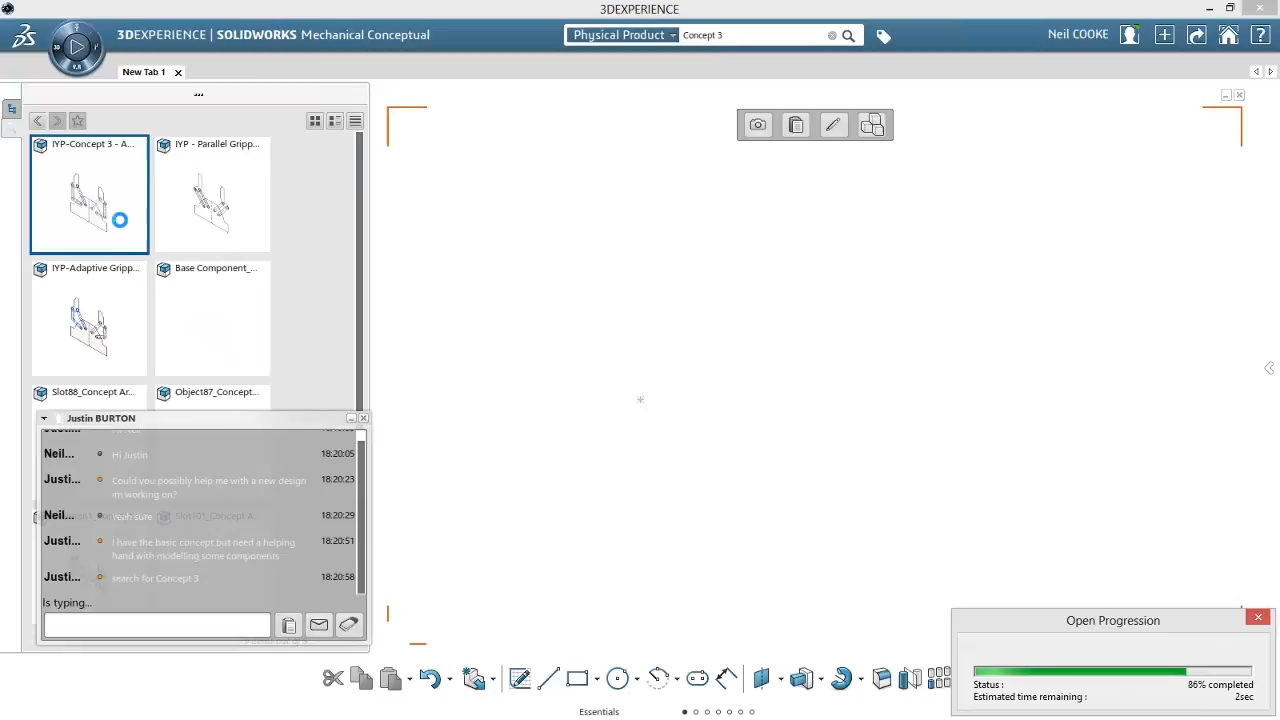 3DEXPERIENCE
3DEXPERIENCE | SOLIDWORKS Mechanical Conceptual
Physical Product
Concept 3
Neil COOKE
3D
V.R
New Tab 1
...
IYP-Concept 3 - A...
IYP - Parallel Gripp...
IYP-Adaptive Gripp...
Base Component_...
Slot88_Concept Ar...
Object87_Concept...
Justin BURTON
Neil...
Hi Justin
18:20:05
Justi...
Could you possibly help me with a new design
im working on?
18:20:23
Neil...
Yeah sure
18:20:29
Slot101_Concept A...
Justi...
I have the basic concept but need a helping
hand with modelling some components
18:20:51
Justi...
search for Concept 3
18:20:58
Is typing...
Open Progression
Status :
86% completed
Estimated time remaining :
2sec
Essentials